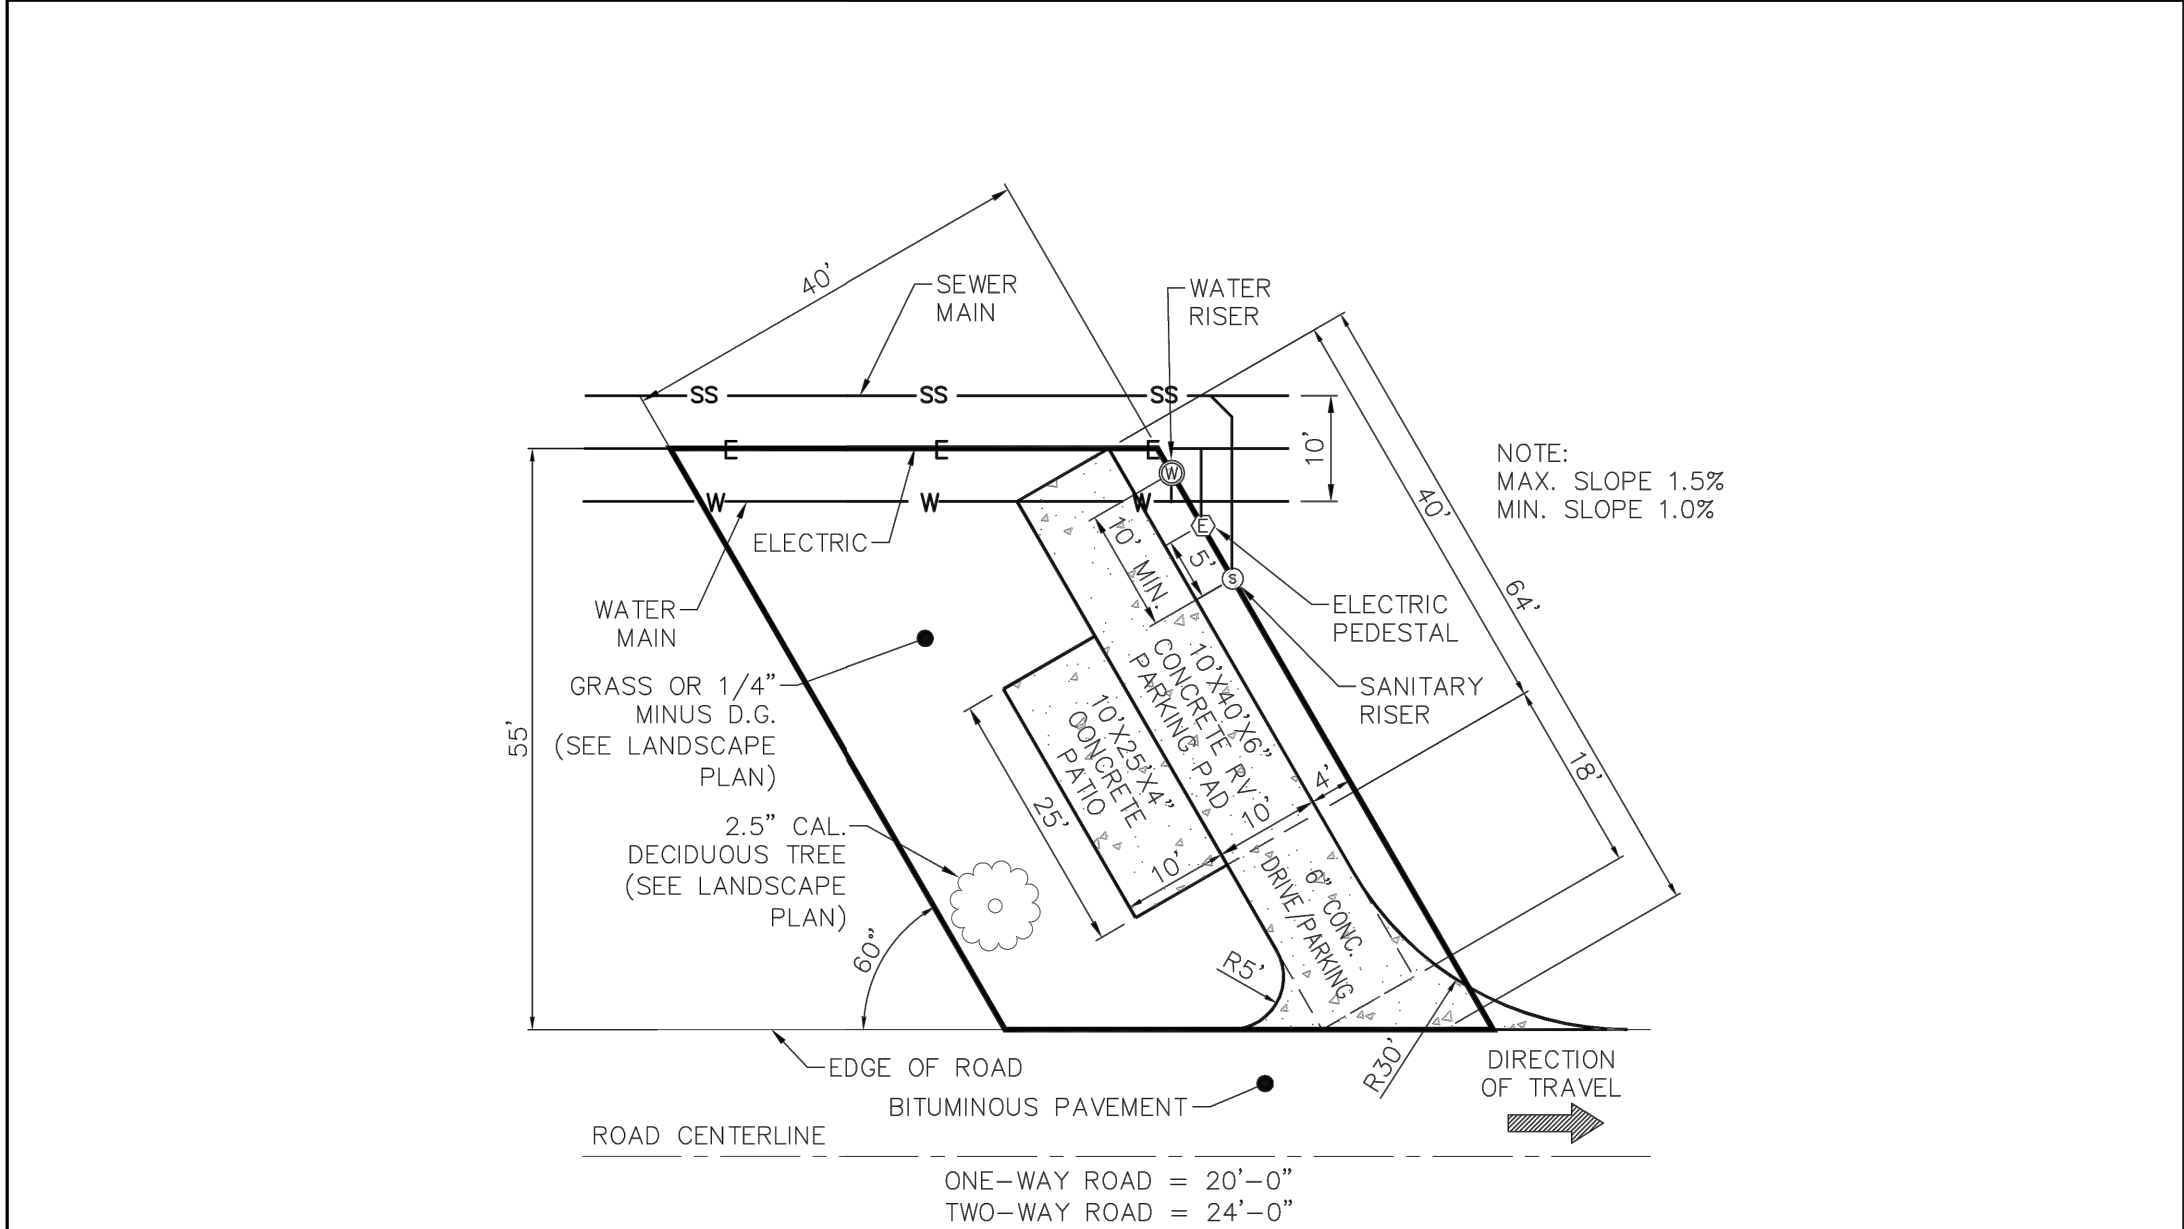 40'
SEWER
MAIN
WATER
RISER
SS SS SS
10'
E E E
W
NOTE:
MAX. SLOPE 1.5%
MIN. SLOPE 1.0%
40'
W W W
ELECTRIC
E
10' MIN.
5'
S
64'
WATER
MAIN
ELECTRIC
PEDESTAL
GRASS OR 1/4"
MINUS D.G.
(SEE LANDSCAPE
PLAN)
SANITARY
RISER
55'
10'X40'X6"
CONCRETE RV
PARKING PAD
10'X25'X4"
CONCRETE
PATIO
18'
4'
10'
25'
10'
2.5" CAL.
DECIDUOUS TREE
(SEE LANDSCAPE
PLAN)
6" CONC.
DRIVE/PARKING
60°
R5'
EDGE OF ROAD
R30'
DIRECTION
OF TRAVEL
BITUMINOUS PAVEMENT
ROAD CENTERLINE
ONE-WAY ROAD = 20'-0"
TWO-WAY ROAD = 24'-0"